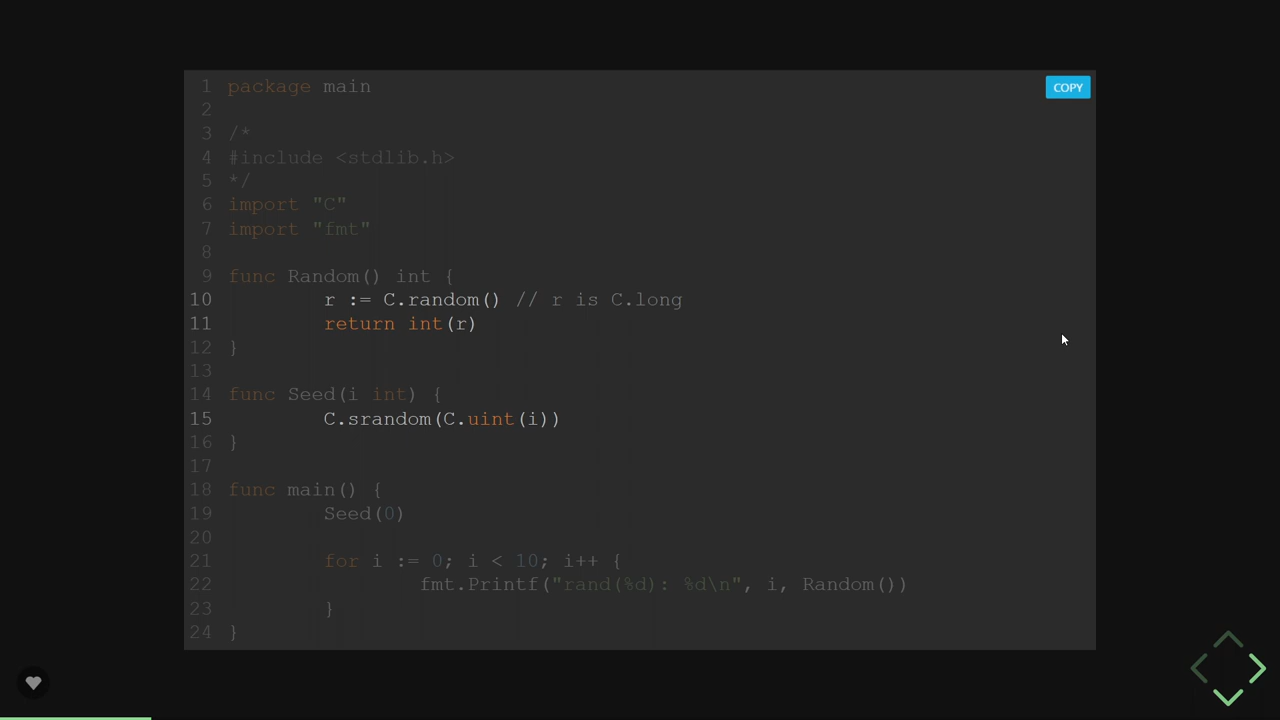 COPY
1 package main
2
3 /*
4 #include <stdlib.h>
5 */
6 import "C"
7 import "fmt"
8
9 func Random() int {
10 r := C.random() // r is C.long
11 return int(r)
12 }
13
14 func Seed(i int) {
15 C.srandom(C.uint(i))
16 }
17
18 func main() {
19 Seed(0)
20
21 for i := 0; i < 10; i++ {
22 fmt.Printf("rand(%d): %d\n", i, Random())
23 }
24 }